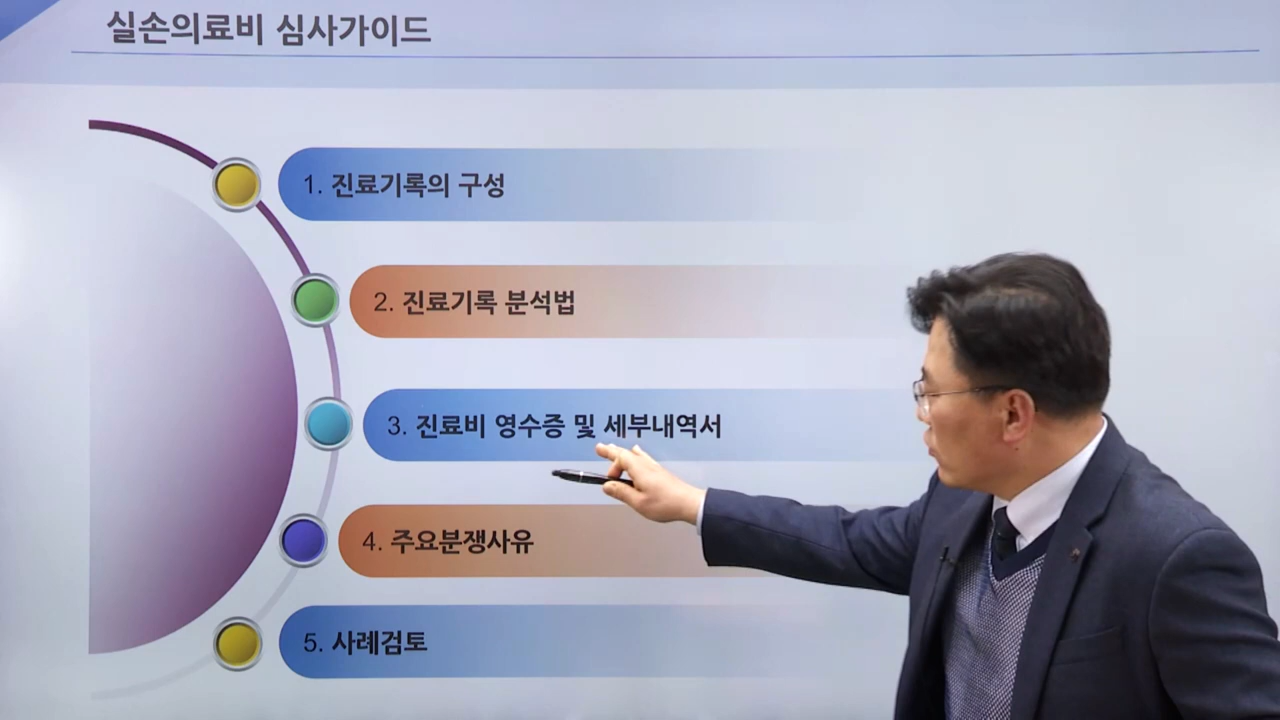 실손의료비 심사가이드
1. 진료기록의 구성
2. 진료기록 분석법
3. 진료비 영수증 및 세부내역서
4. 주요분쟁사유
5. 사례검토